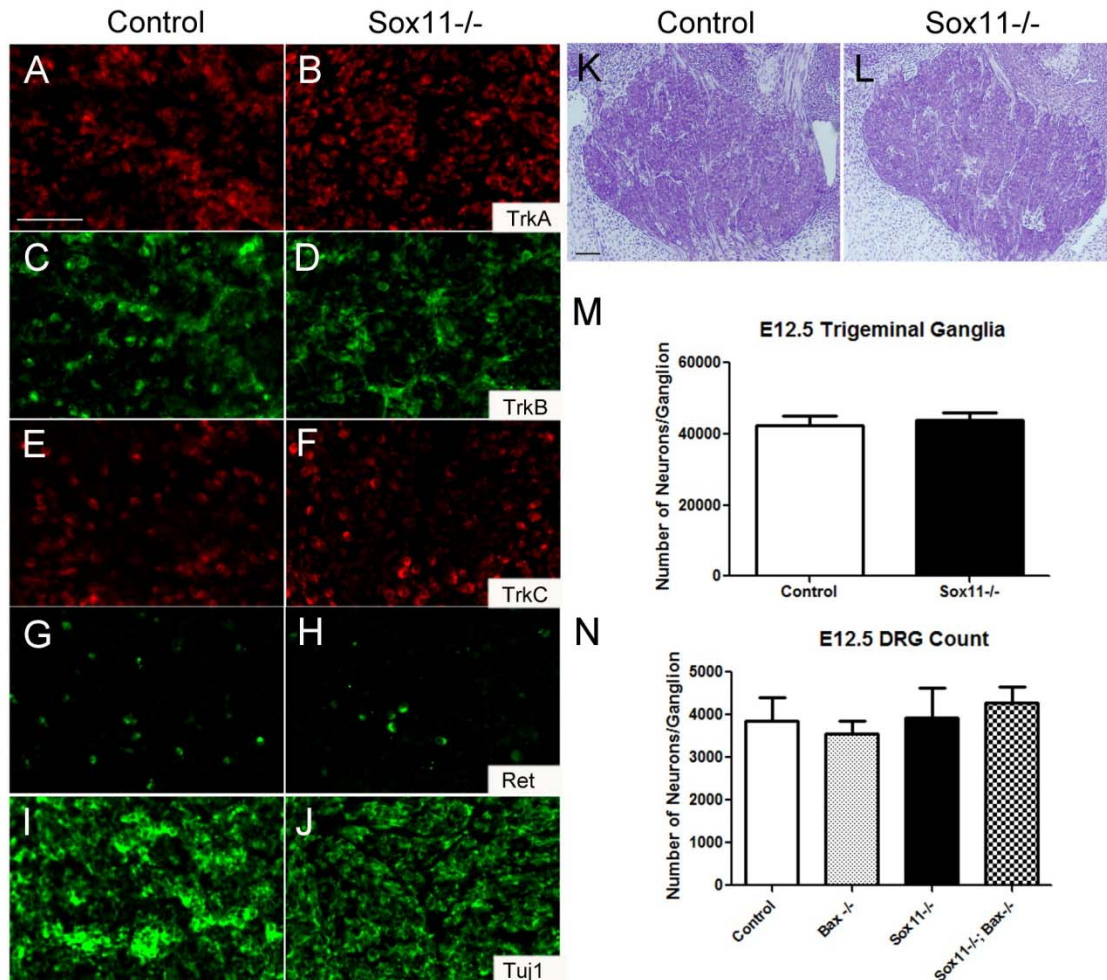 Control Sox11-/- Control Sox11-/-
A
B
TrkA
C
D
TrkB
E
F
TrkC
G
H
Ret
I
J
Tuj1
K
L
M
E12.5 Trigeminal Ganglia
Number of Neurons/Ganglion
60000
40000
20000
0
Control Sox11-/-
N
E12.5 DRG Count
Number of Neurons/Ganglion
5000
4000
3000
2000
1000
0
Control
Bax -/-
Sox11-/-
Sox11-/-; Bax-/-